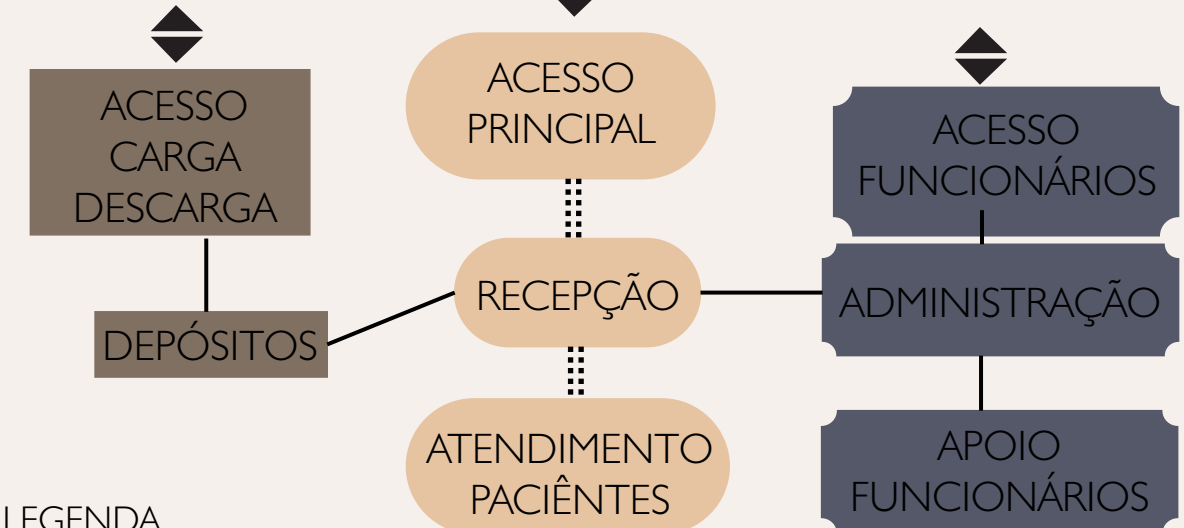 ACESSO
CARGA
DESCARGA
ACESSO
PRINCIPAL
ACESSO
FUNCIONÁRIOS
DEPÓSITOS
RECEPÇÃO
ADMINISTRAÇÃO
ATENDIMENTO
PACIÊNTES
APOIO
FUNCIONÁRIOS
LEGENDA